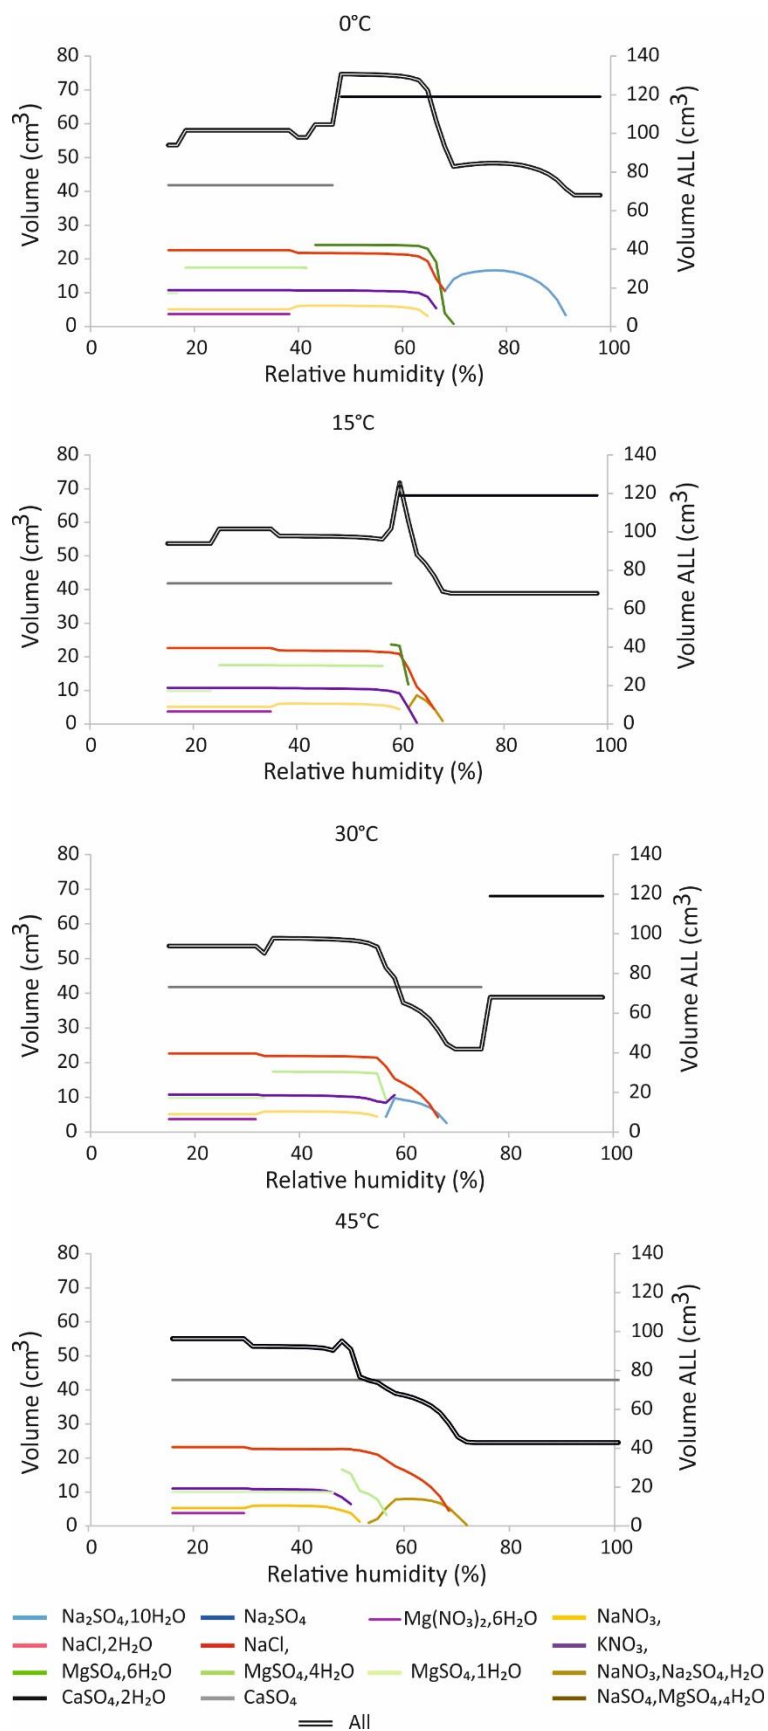 0°C
Volume (cm³)
80
70
60
50
40
30
20
10
0
140
120
100
80
60
40
20
0
Volume ALL (cm³)
0 20 40 60 80 100
Relative humidity (%)
15°C
Volume (cm³)
80
70
60
50
40
30
20
10
0
140
120
100
80
60
40
20
0
Volume ALL (cm³)
0 20 40 60 80 100
Relative humidity (%)
30°C
Volume (cm³)
80
70
60
50
40
30
20
10
0
140
120
100
80
60
40
20
0
Volume ALL (cm³)
0 20 40 60 80 100
Relative humidity (%)
45°C
Volume (cm³)
80
70
60
50
40
30
20
10
0
140
120
100
80
60
40
20
0
Volume ALL (cm³)
0 20 40 60 80 100
Relative humidity (%)
Na₂SO₄,10H₂O Na₂SO₄ Mg(NO₃)₂,6H₂O NaNO₃,
NaCl,2H₂O NaCl, KNO₃,
MgSO₄,6H₂O MgSO₄,4H₂O MgSO₄,1H₂O NaNO₃,Na₂SO₄,H₂O
CaSO₄,2H₂O CaSO₄ NaSO₄,MgSO₄,4H₂O
All